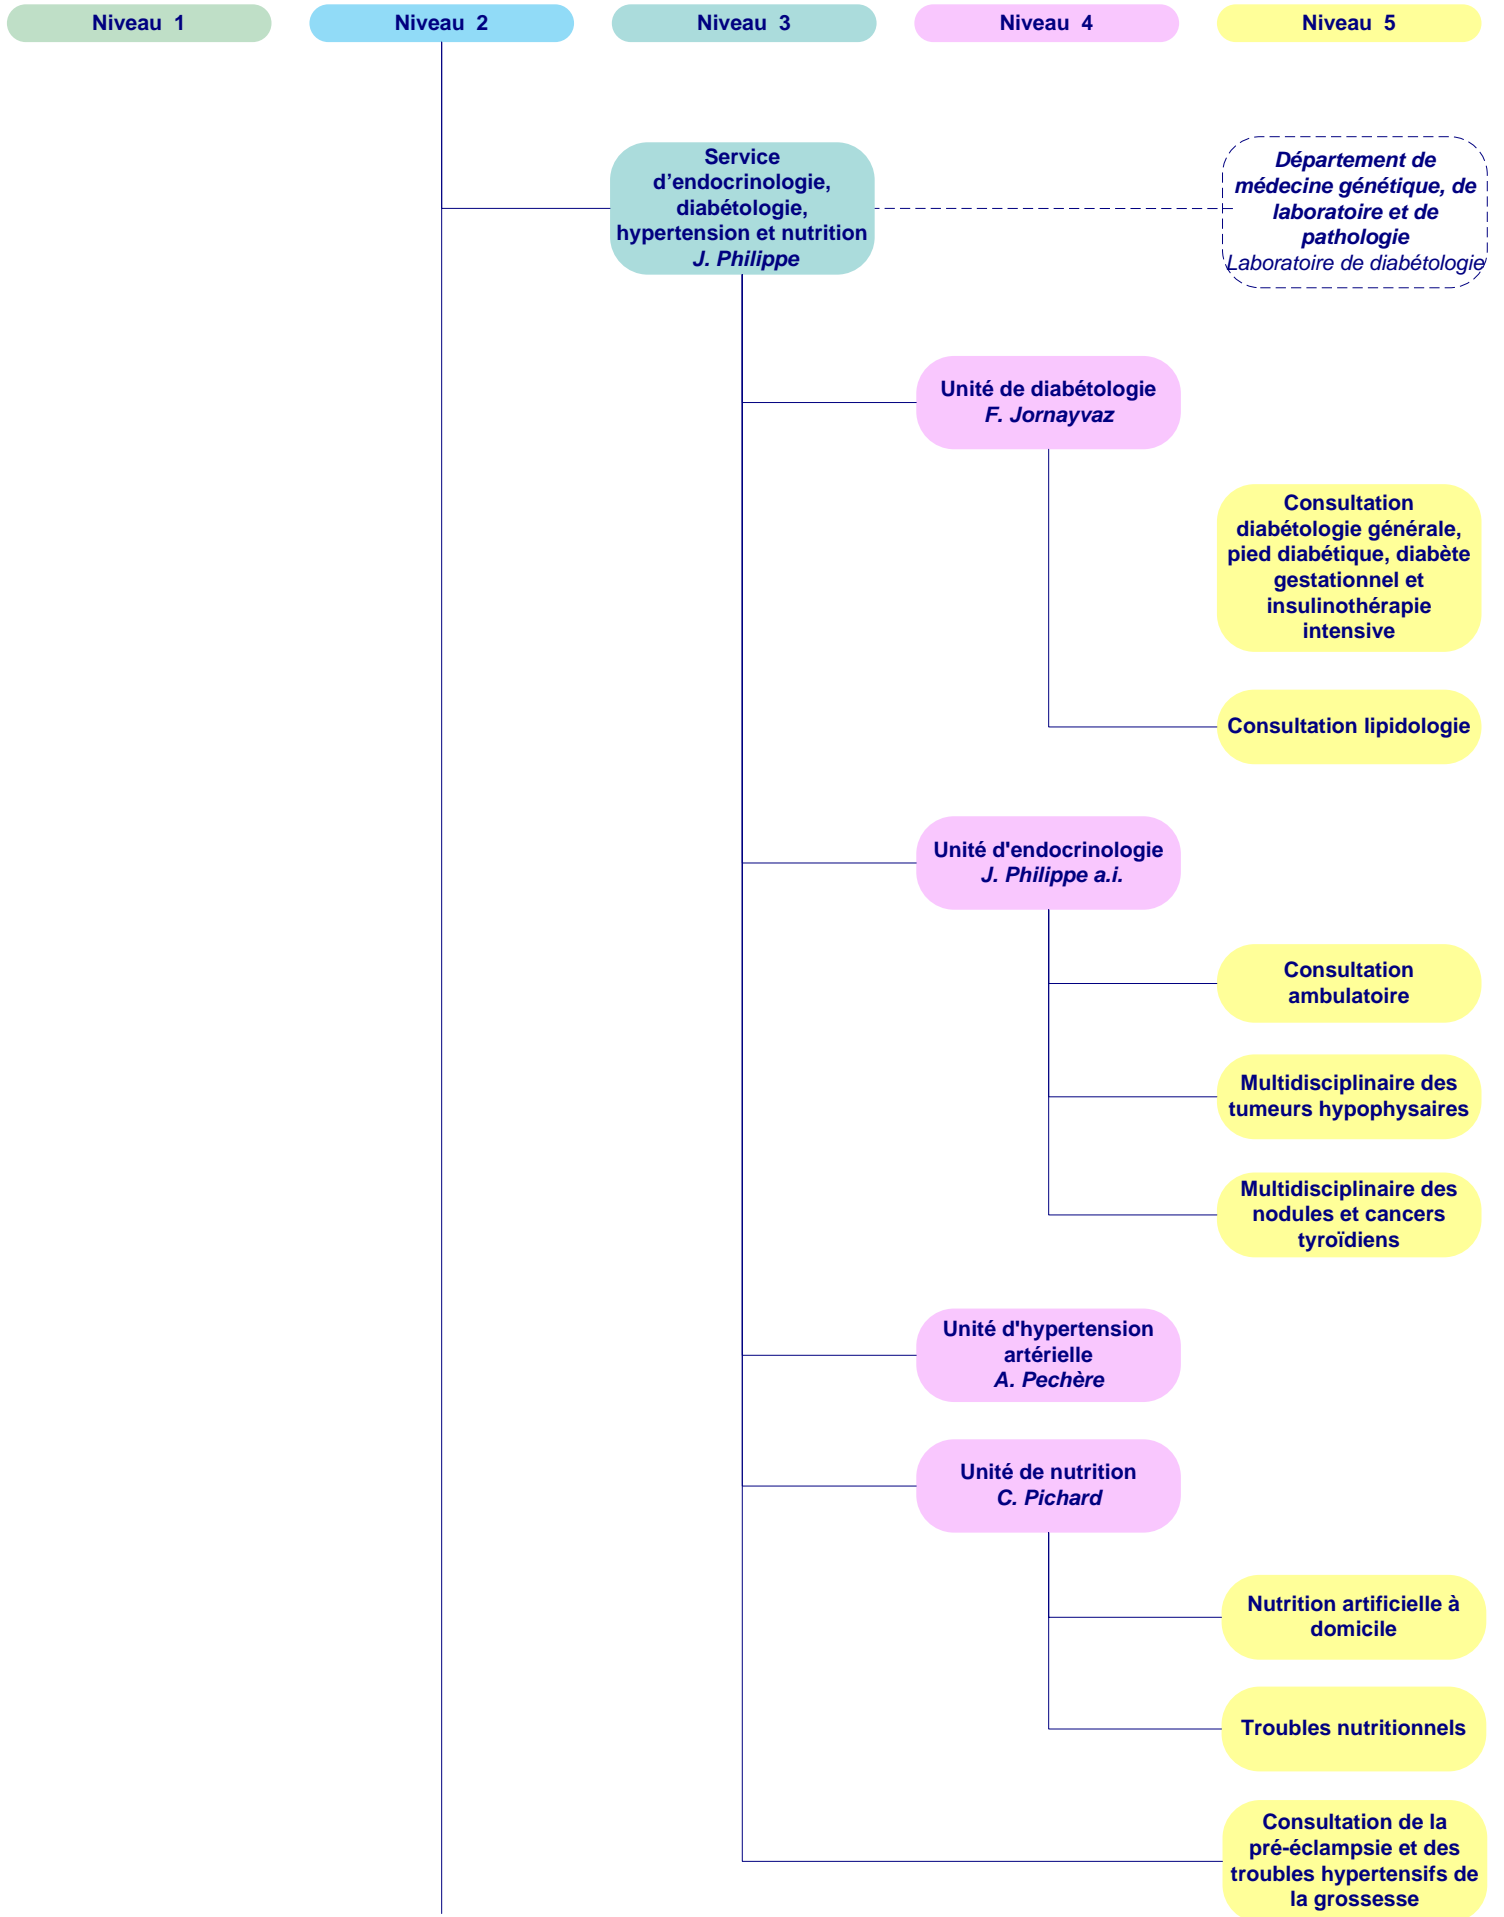 Niveau 1
Niveau 2
Niveau 3
Niveau 4
Niveau 5
Service
d’endocrinologie,
diabétologie,
hypertension et nutrition
J. Philippe
Département de
médecine génétique, de
laboratoire et de
pathologie
Laboratoire de diabétologie
Unité de diabétologie
F. Jornayvaz
Consultation
diabétologie générale,
pied diabétique, diabète
gestationnel et
insulinothérapie
intensive
Consultation lipidologie
Unité d'endocrinologie
J. Philippe a.i.
Consultation
ambulatoire
Multidisciplinaire des
tumeurs hypophysaires
Multidisciplinaire des
nodules et cancers
tyroïdiens
Unité d'hypertension
artérielle
A. Pechère
Unité de nutrition
C. Pichard
Nutrition artificielle à
domicile
Troubles nutritionnels
Consultation de la
pré-éclampsie et des
troubles hypertensifs de
la grossesse